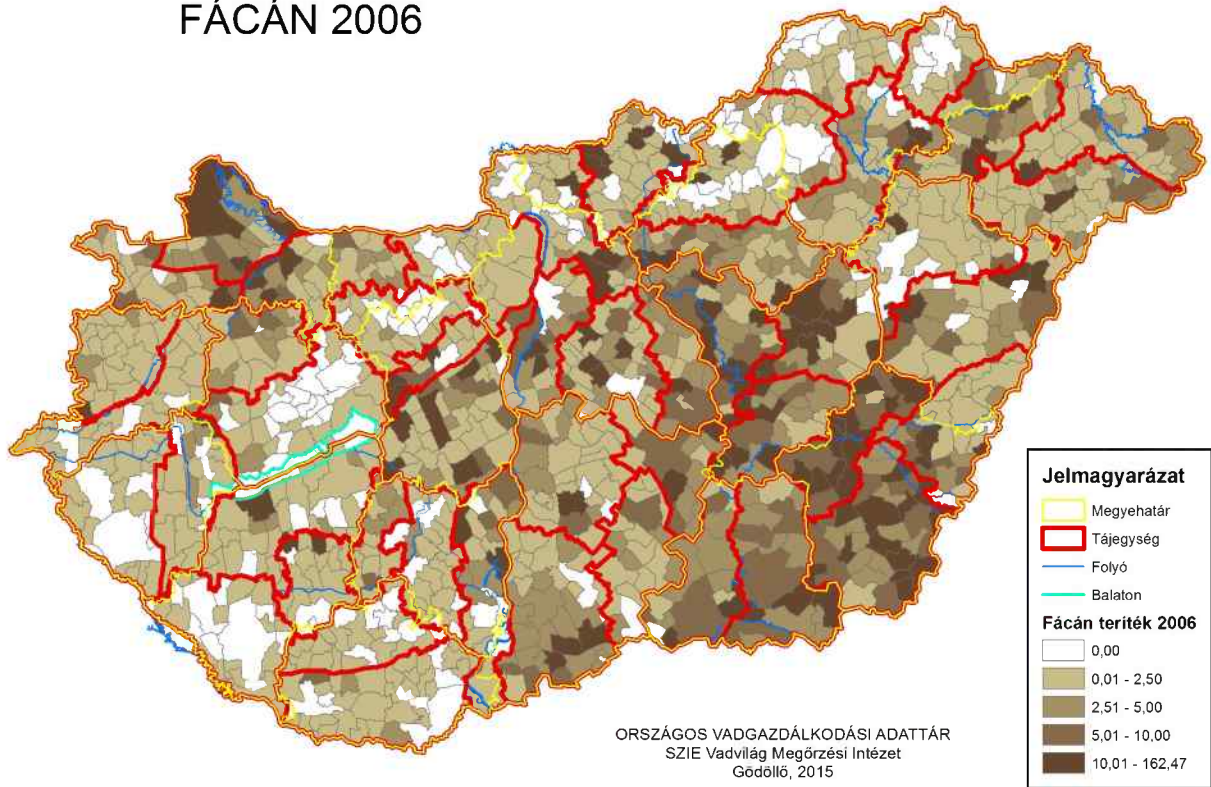 FÁCÁN 2006
Jelmagyarázat
Megyehatár
Tájegység
Folyó
Balaton
Fácán teríték 2006
0,00
0,01 - 2,50
2,51 - 5,00
5,01 - 10,00
10,01 - 162,47
ORSZÁGOS VADGAZDÁLKODÁSI ADATTÁR
SZIE Vadvilág Megőrzési Intézet
Gödöllő, 2015